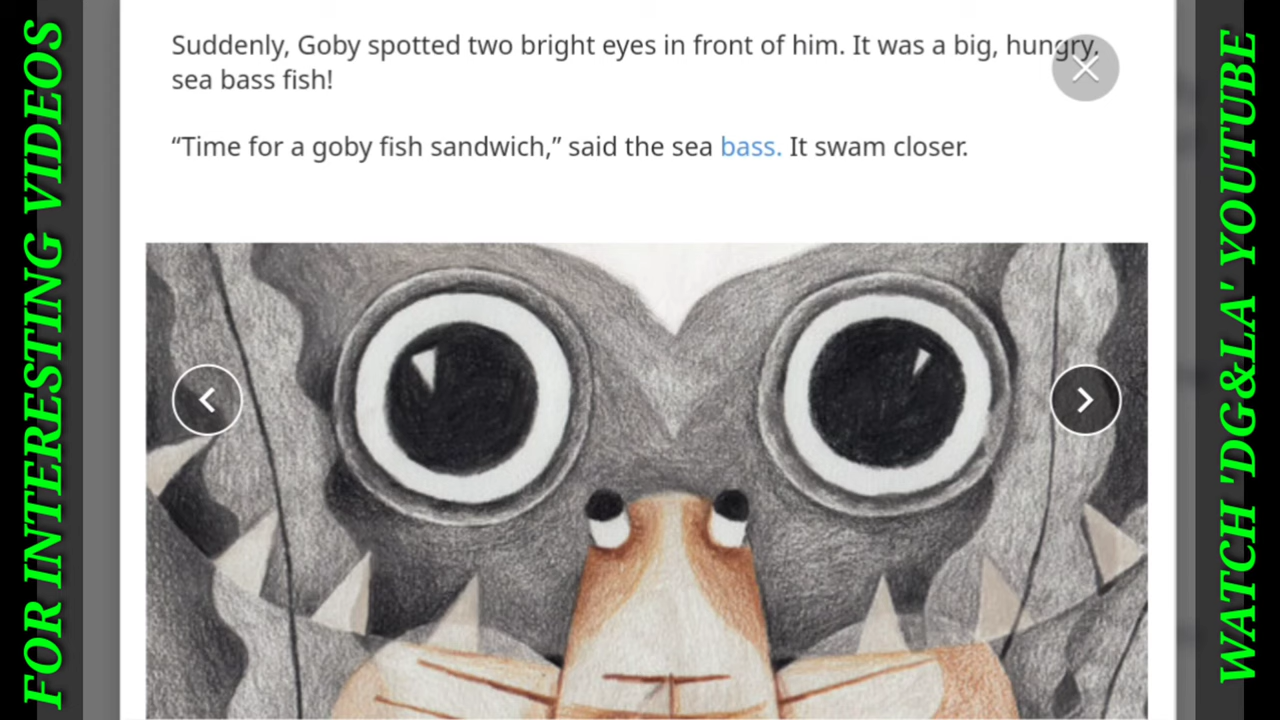 FOR INTERESTING VIDEOS
Suddenly, Goby spotted two bright eyes in front of him. It was a big, hungry,
sea bass fish!
“Time for a goby fish sandwich,” said the sea bass. It swam closer.
WATCH 'DG&LA' YOUTUBE